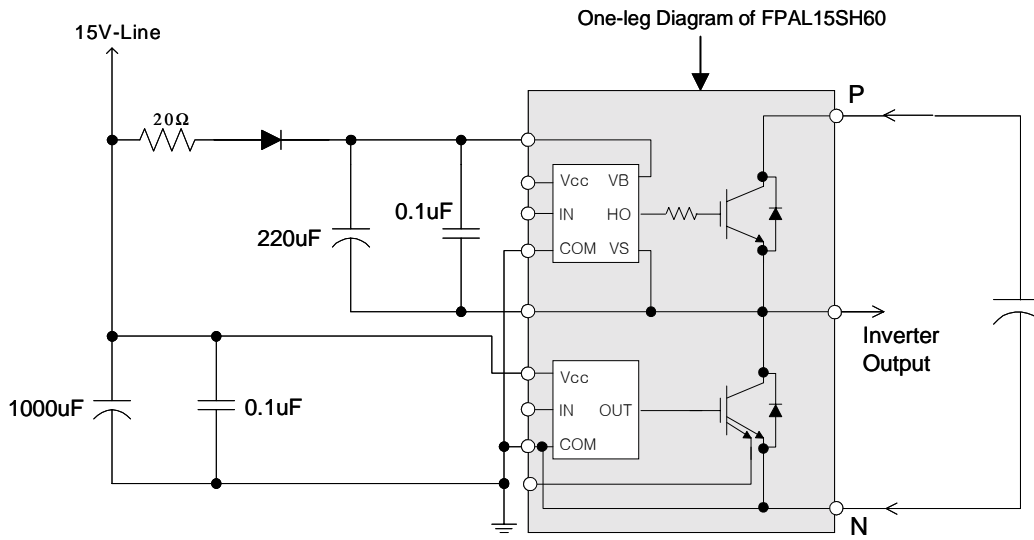 One-leg Diagram of FPAL15SH60
15V-Line
P
20Ω
Vcc VB
0.1uF
IN HO
220uF
COM VS
Inverter
Output
Vcc
1000uF
0.1uF
IN OUT
COM
N